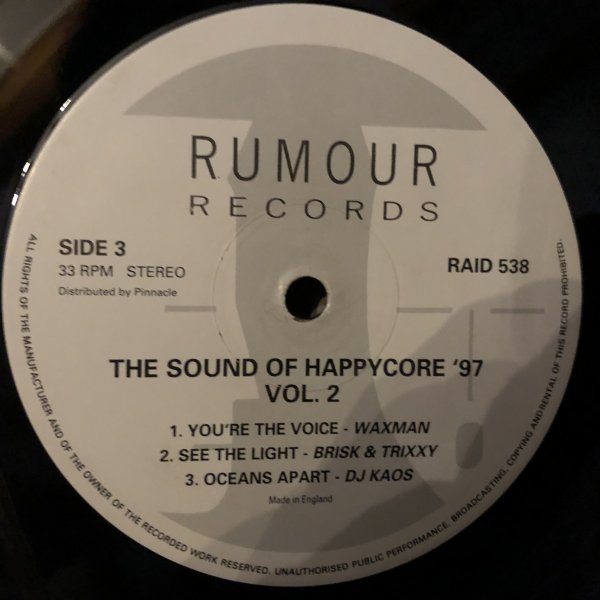 RUMOUR
RECORDS
SIDE 3
33 RPM STEREO
Distributed by Pinnacle
RAID 538
THE SOUND OF HAPPYCORE '97
VOL. 2
1. YOU'RE THE VOICE - WAXMAN
2. SEE THE LIGHT - BRISK & TRIXXY
3. OCEANS APART - DJ KAOS
Made in England
ALL RIGHTS OF THE MANUFACTURER AND OF THE OWNER OF THE RECORDED WORK RESERVED. UNAUTHORISED PUBLIC PERFORMANCE, BROADCASTING, COPYING AND RENTAL OF THIS RECORD PROHIBITED.